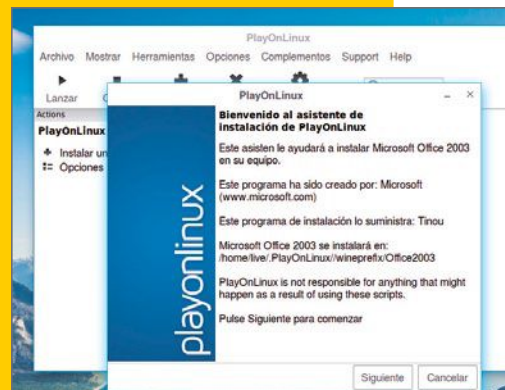 PlayOnLinux
Archivo Mostrar Herramientas Opciones Complementos Support Help
Lanzar
PlayOnLinux
Actions
PlayOnLinux
Instalar un
Opciones
playonlinux
Bienvenido al asistente de
instalación de PlayOnLinux
Este asisten le ayudará a instalar Microsoft Office 2003
en su equipo.
Este programa ha sido creado por: Microsoft
(www.microsoft.com)
Este programa de instalación lo suministra: Tinou
Microsoft Office 2003 se instalará en:
/home/live/.PlayOnLinux//wineprefix/Office2003
PlayOnLinux is not responsible for anything that might
happen as a result of using these scripts.
Pulse Siguiente para comenzar
Siguiente Cancelar